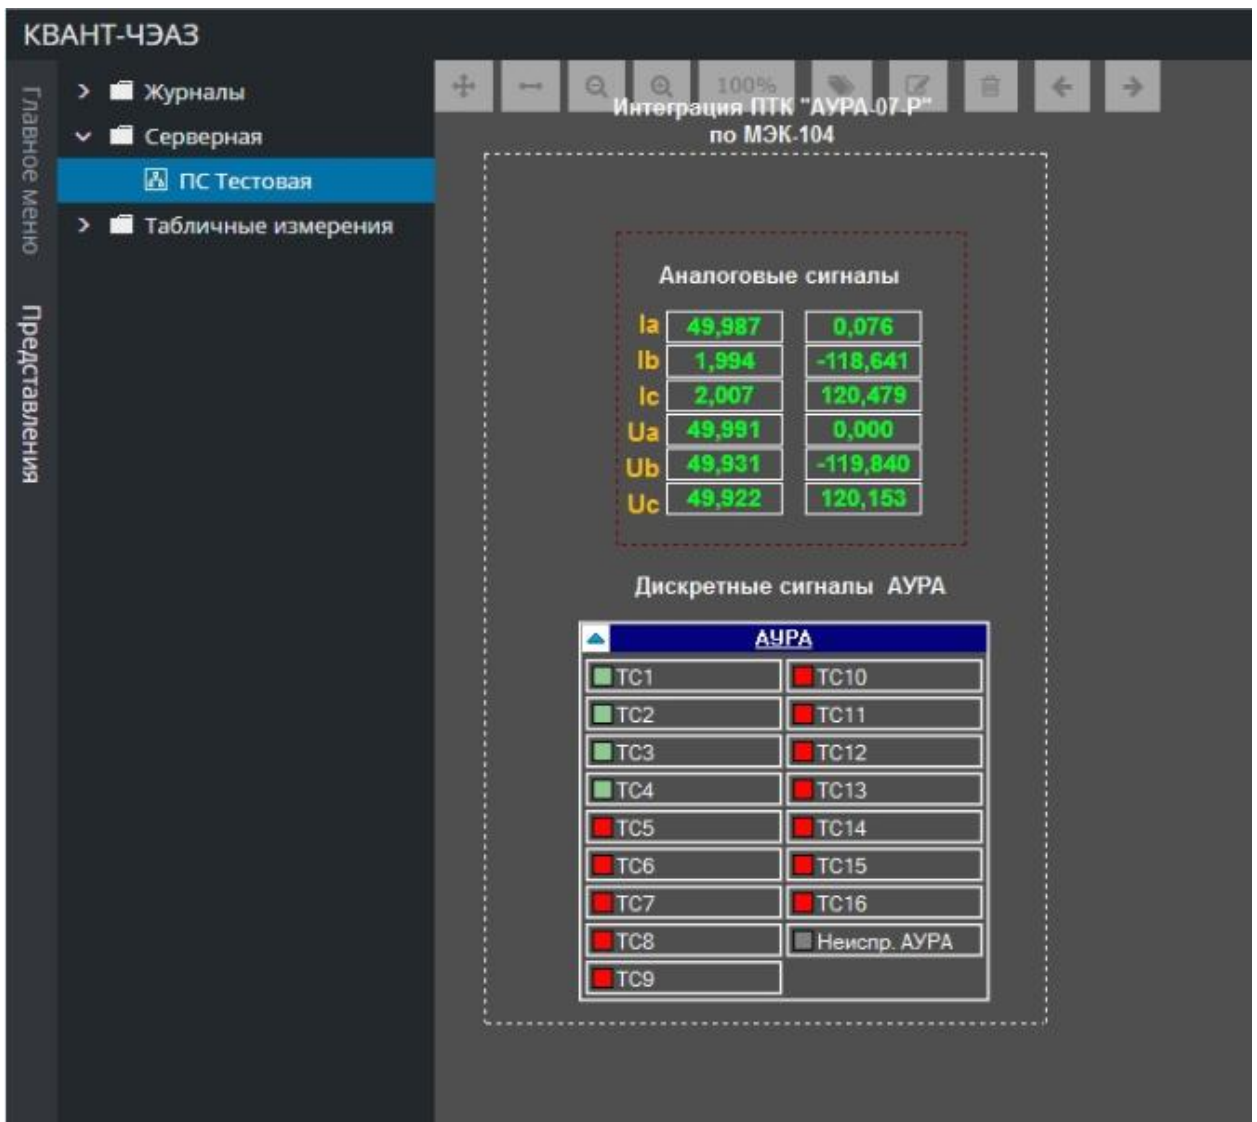 КВАНТ-ЧЭАЗ
Главное меню
Представления
Журналы
Серверная
ПС Тестовая
Табличные измерения
100%
Интеграция ПТК "АУРА-07-Р"
по МЭК-104
Аналоговые сигналы
Ia 49,987 0,076
Ib 1,994 -118,641
Ic 2,007 120,479
Ua 49,991 0,000
Ub 49,931 -119,840
Uc 49,922 120,153
Дискретные сигналы АУРА
АУРА
ТС1 ТС10
ТС2 ТС11
ТС3 ТС12
ТС4 ТС13
ТС5 ТС14
ТС6 ТС15
ТС7 ТС16
ТС8 Неиспр. АУРА
ТС9